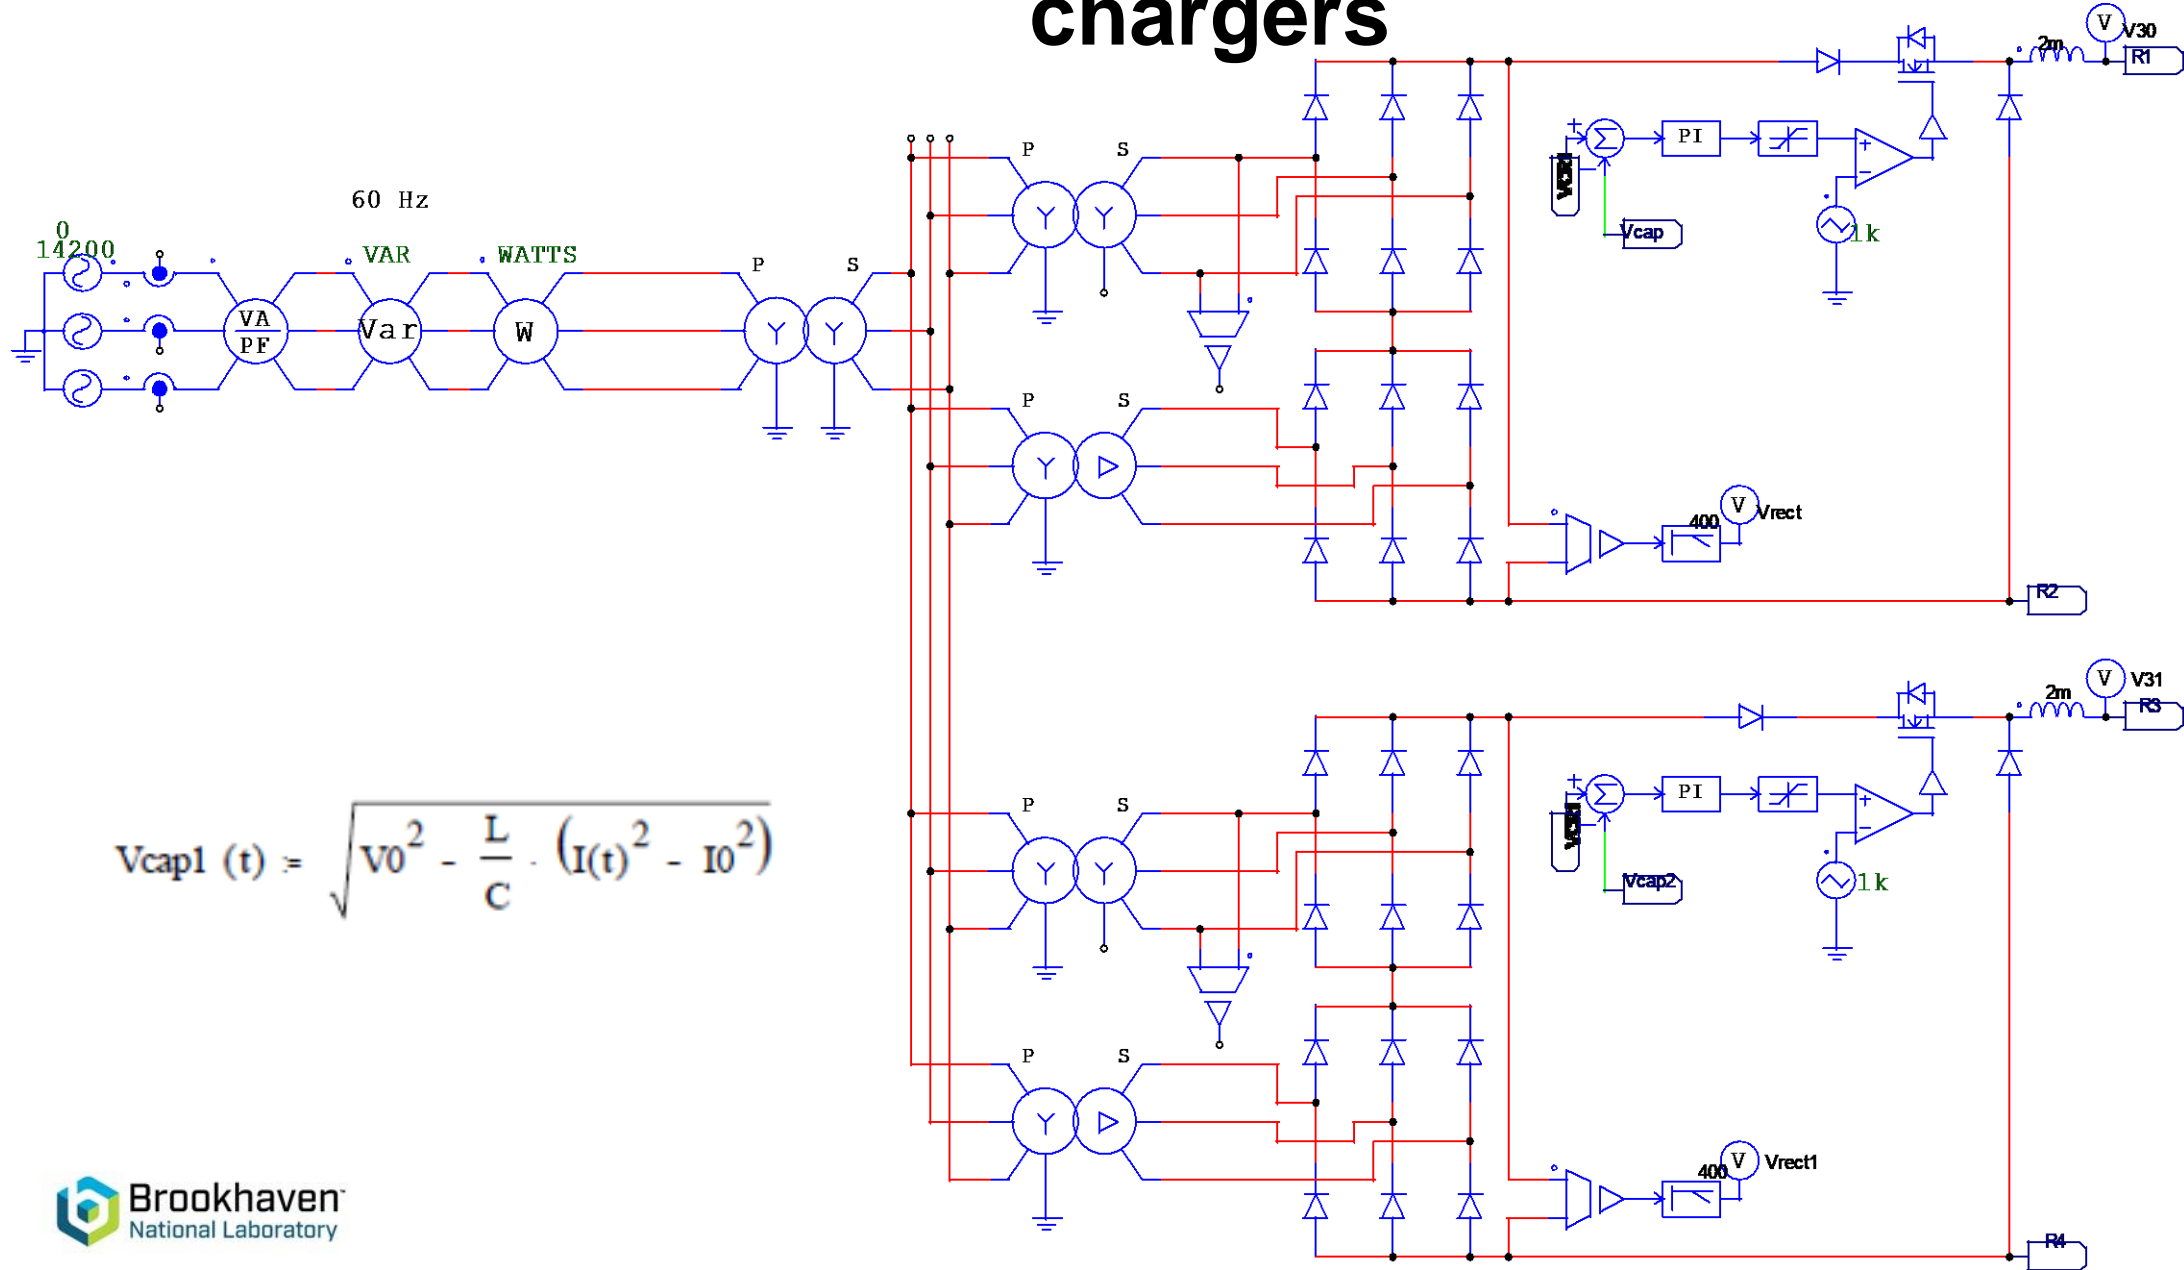 chargers
V
V30
2m
R1
P
S
+
Σ
PI
+
−
Vcap
1k
60 Hz
0
14200
VAR
WATTS
VA
PF
Var
W
P
S
Y
Y
Y
Y
P
S
Y
V
Vrect
400
R2
V
V31
2m
R3
P
S
+
Σ
PI
+
−
Vcap2
1k
Y
Y
Vcap1 (t) := √(V0² - L/C · (I(t)² - I0²))
P
S
Y
V
Vrect1
400
R4
Brookhaven
National Laboratory